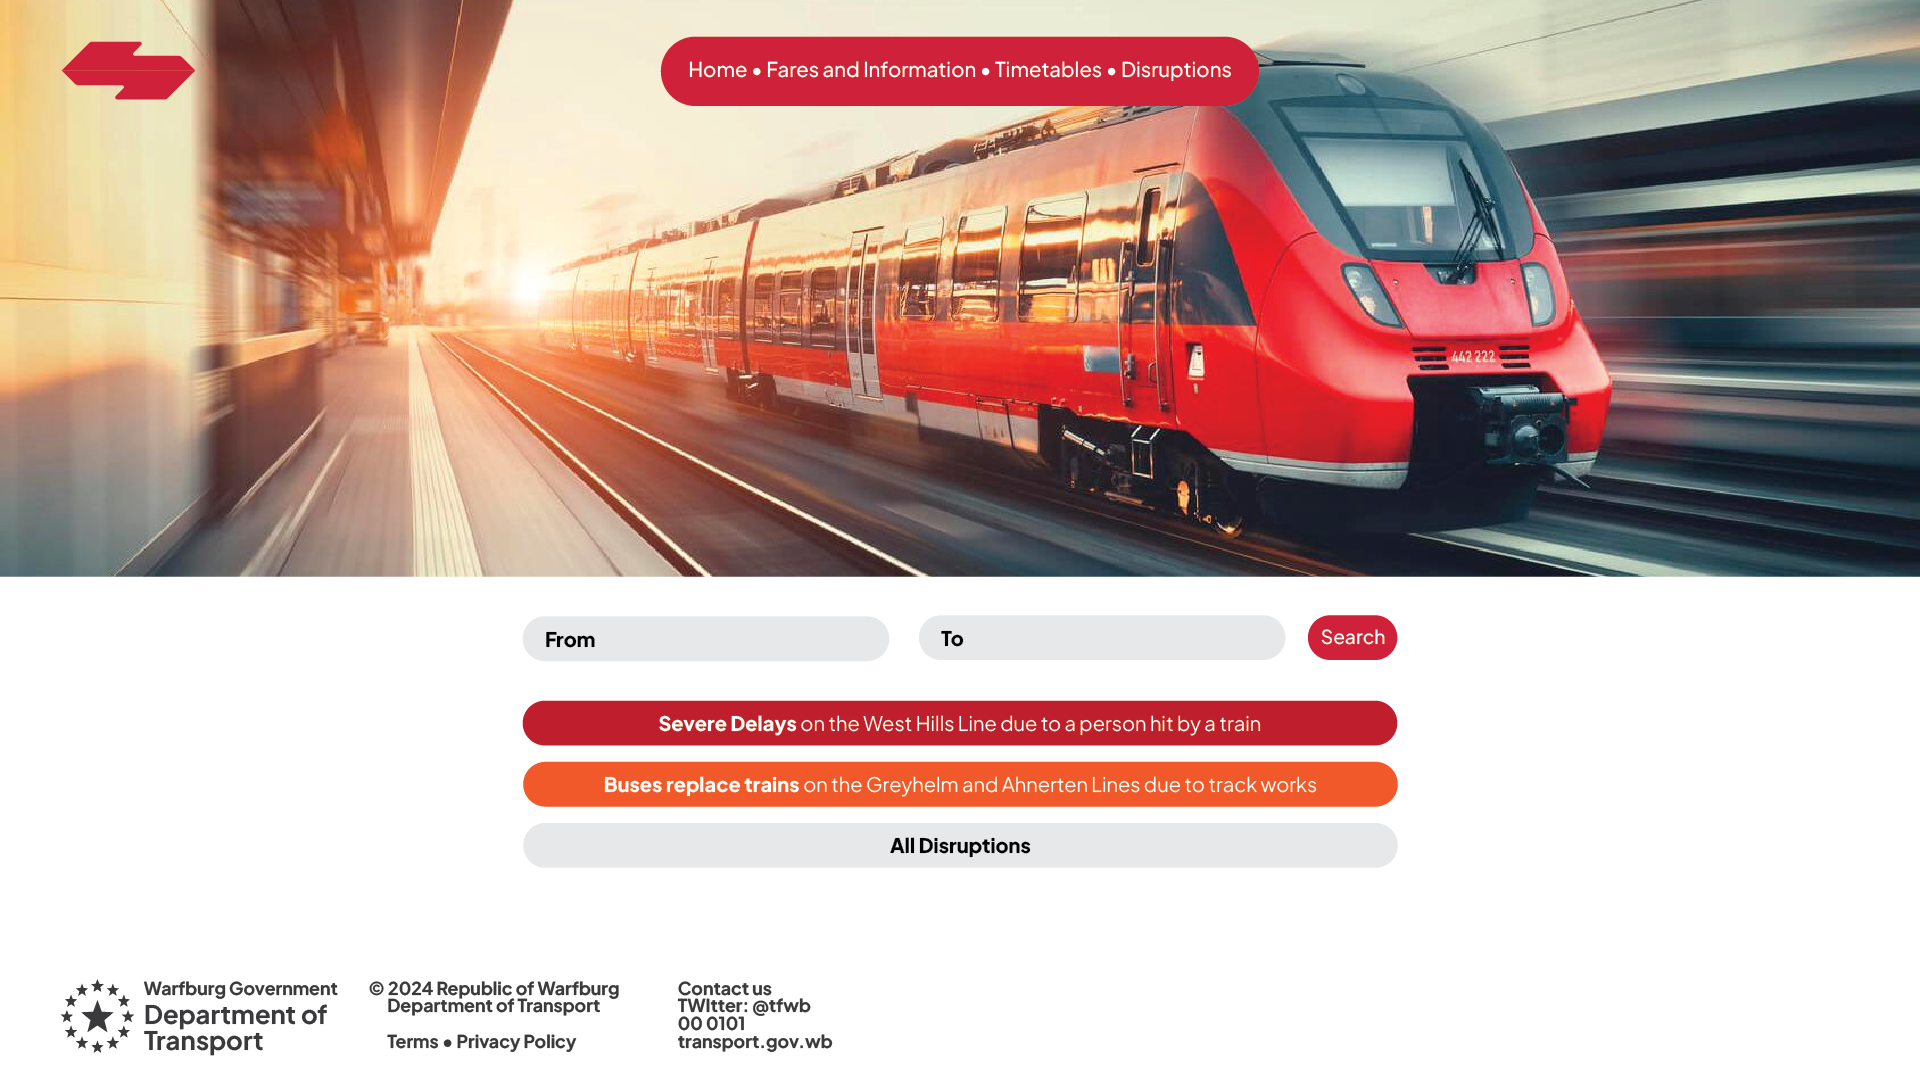 Home • Fares and Information • Timetables • Disruptions
442 222
From
To
Search
Severe Delays on the West Hills Line due to a person hit by a train
Buses replace trains on the Greyhelm and Ahnerten Lines due to track works
All Disruptions
Warfburg Government
Department of
Transport
© 2024 Republic of Warfburg
Department of Transport
Terms • Privacy Policy
Contact us
TWItter: @tfwb
00 0101
transport.gov.wb